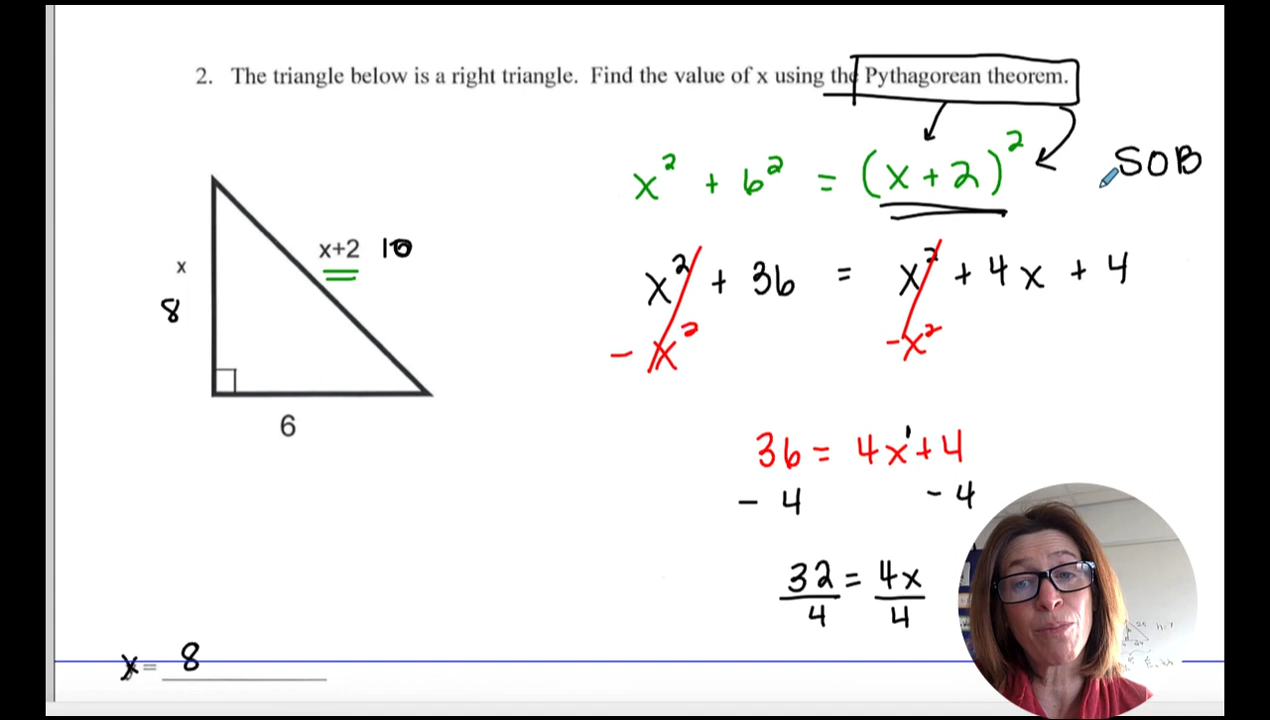 2. The triangle below is a right triangle. Find the value of x using the Pythagorean theorem.
x² + 6² = (x + 2)²
SOB
x+2 10
x
8
x² + 36 = x² + 4x + 4
- x² -x²
6
36 = 4x¹ + 4
- 4 - 4
32 = 4x
4 4
x = 8